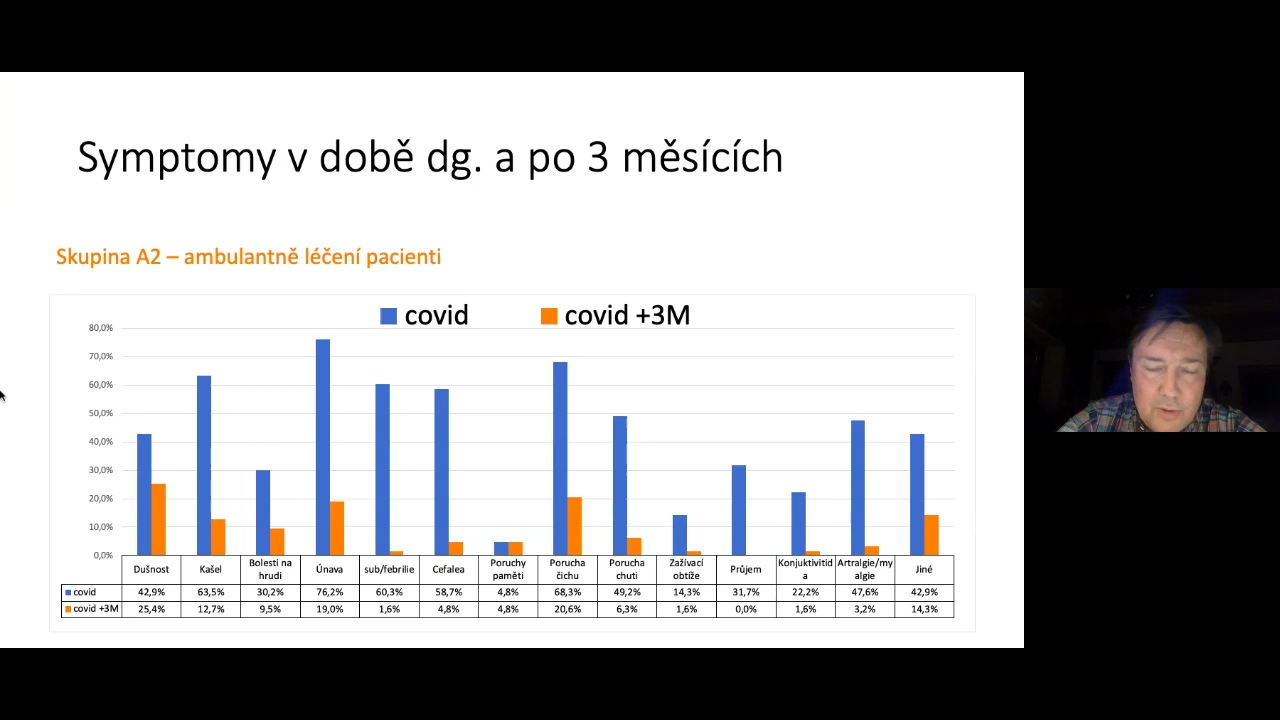 Symptomy v době dg. a po 3 měsících
Skupina A2 – ambulantně léčení pacienti
covid covid +3M
80,0%
70,0%
60,0%
50,0%
40,0%
30,0%
20,0%
10,0%
0,0%
Dušnost Kašel Bolesti na hrudi Únava sub/febrilie Cefalea Poruchy paměti Porucha čichu Porucha chuti Zažívací obtíže Průjem Konjuktivitida Artralgie/myalgie Jiné
covid 42,9% 63,5% 30,2% 76,2% 60,3% 58,7% 4,8% 68,3% 49,2% 14,3% 31,7% 22,2% 47,6% 42,9%
covid +3M 25,4% 12,7% 9,5% 19,0% 1,6% 4,8% 4,8% 20,6% 6,3% 1,6% 0,0% 1,6% 3,2% 14,3%